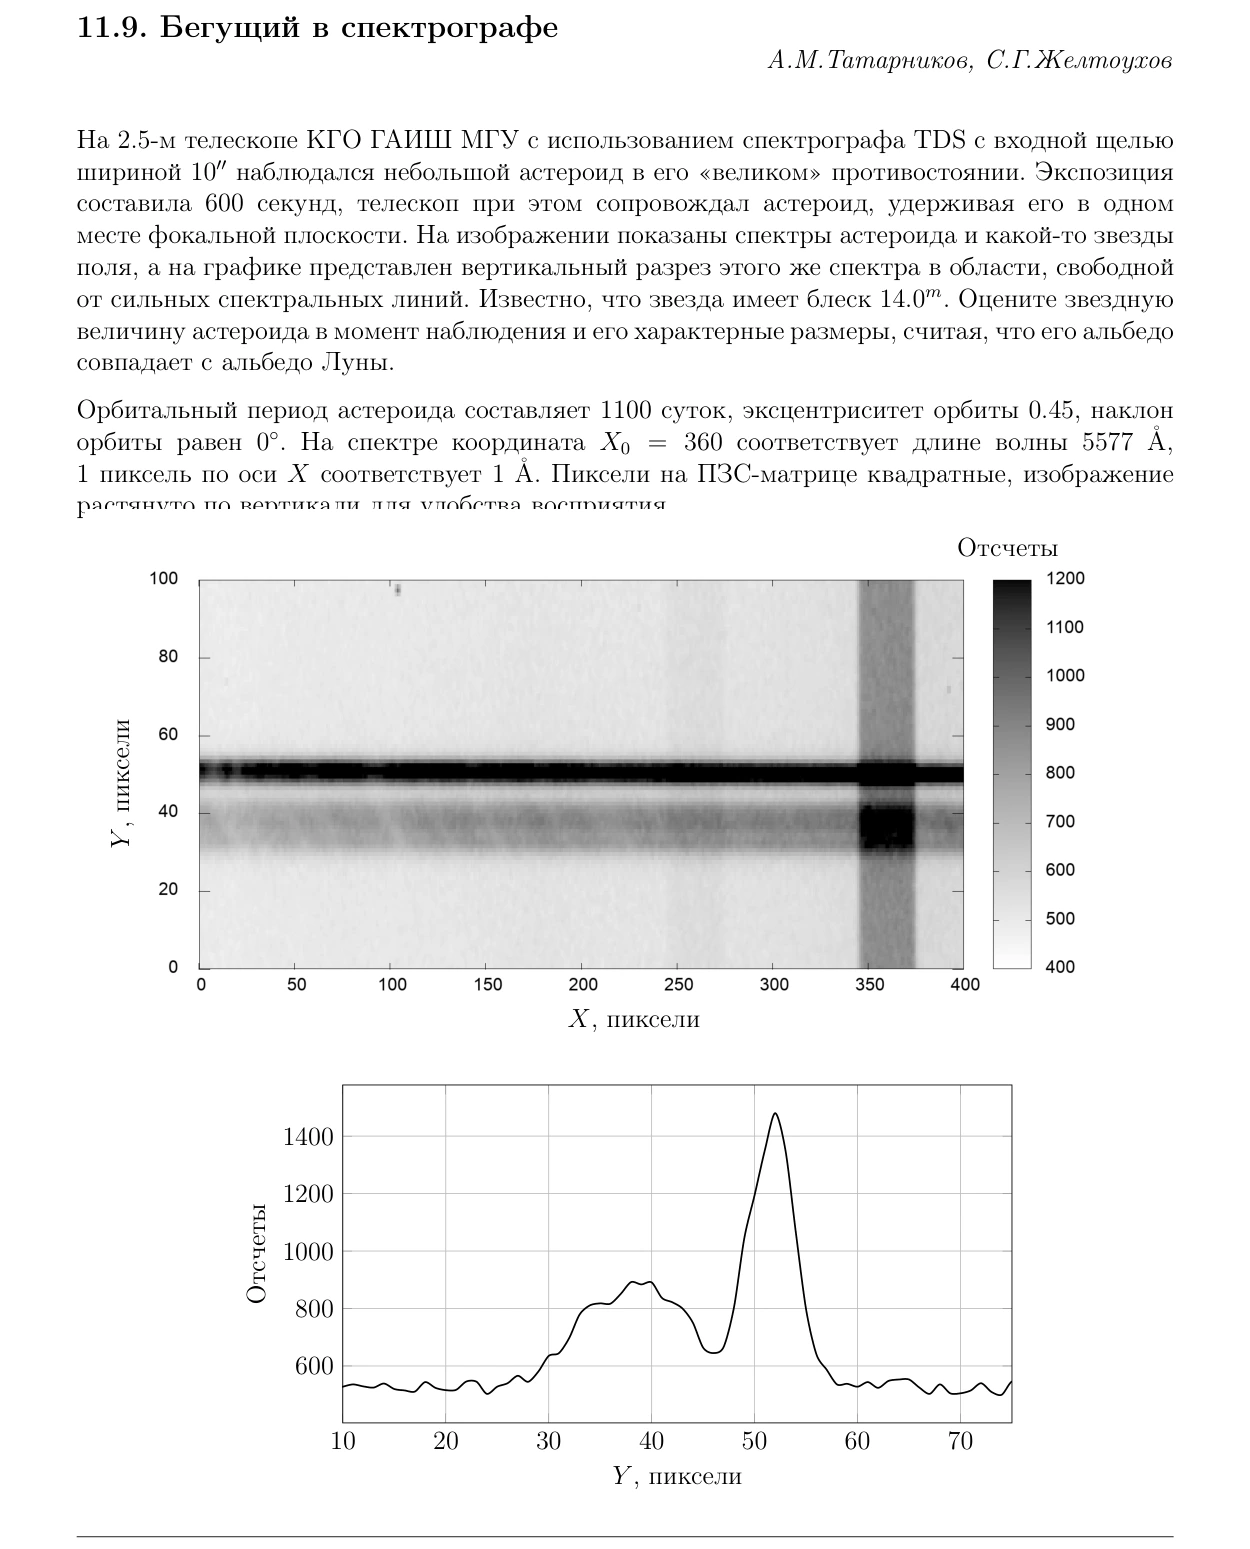 11.9. Бегущий в спектрографе
А.М.Татарников, С.Г.Желтоухов
На 2.5-м телескопе КГО ГАИШ МГУ с использованием спектрографа TDS с входной щелью
шириной 10″ наблюдался небольшой астероид в его «великом» противостоянии. Экспозиция
составила 600 секунд, телескоп при этом сопровождал астероид, удерживая его в одном
месте фокальной плоскости. На изображении показаны спектры астероида и какой-то звезды
поля, а на графике представлен вертикальный разрез этого же спектра в области, свободной
от сильных спектральных линий. Известно, что звезда имеет блеск 14.0ᵐ. Оцените звездную
величину астероида в момент наблюдения и его характерные размеры, считая, что его альбедо
совпадает с альбедо Луны.
Орбитальный период астероида составляет 1100 суток, эксцентриситет орбиты 0.45, наклон
орбиты равен 0°. На спектре координата X₀ = 360 соответствует длине волны 5577 Å,
1 пиксель по оси X соответствует 1 Å. Пиксели на ПЗС-матрице квадратные, изображение
растянуто по вертикали для удобства восприятия
Отсчеты
100
80
60
40
20
0
Y, пиксели
0 50 100 150 200 250 300 350 400
X, пиксели
1200
1100
1000
900
800
700
600
500
400
1400
1200
1000
800
600
Отсчеты
10 20 30 40 50 60 70
Y, пиксели